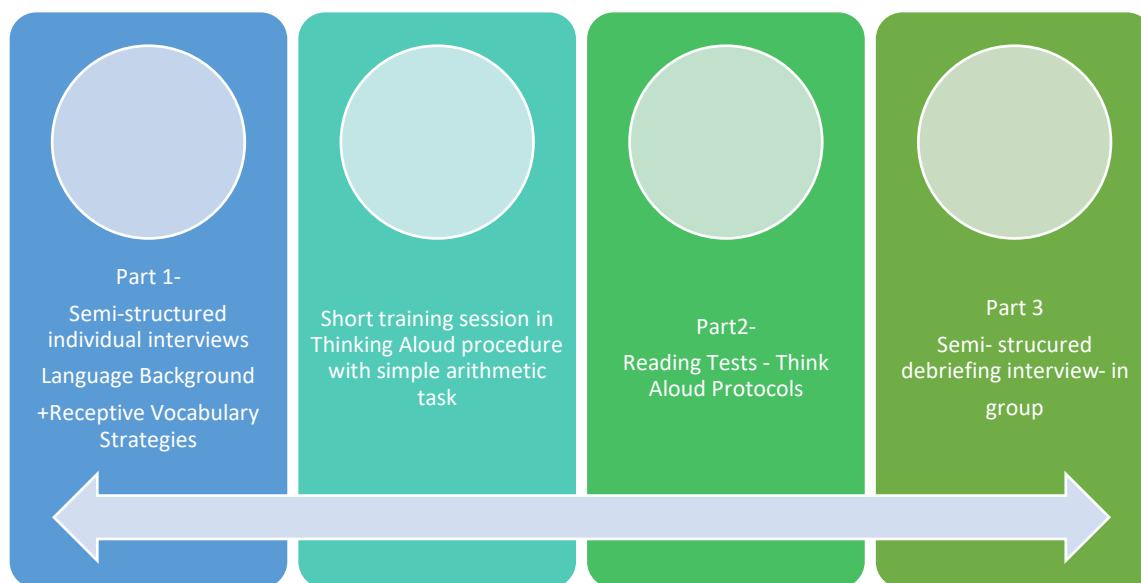 Part 1-
Semi-structured
individual interviews
Language Background
+Receptive Vocabulary
Strategies
Short training session in
Thinking Aloud procedure
with simple arithmetic
task
Part2-
Reading Tests - Think
Aloud Protocols
Part 3
Semi- strucured
debriefing interview- in
group